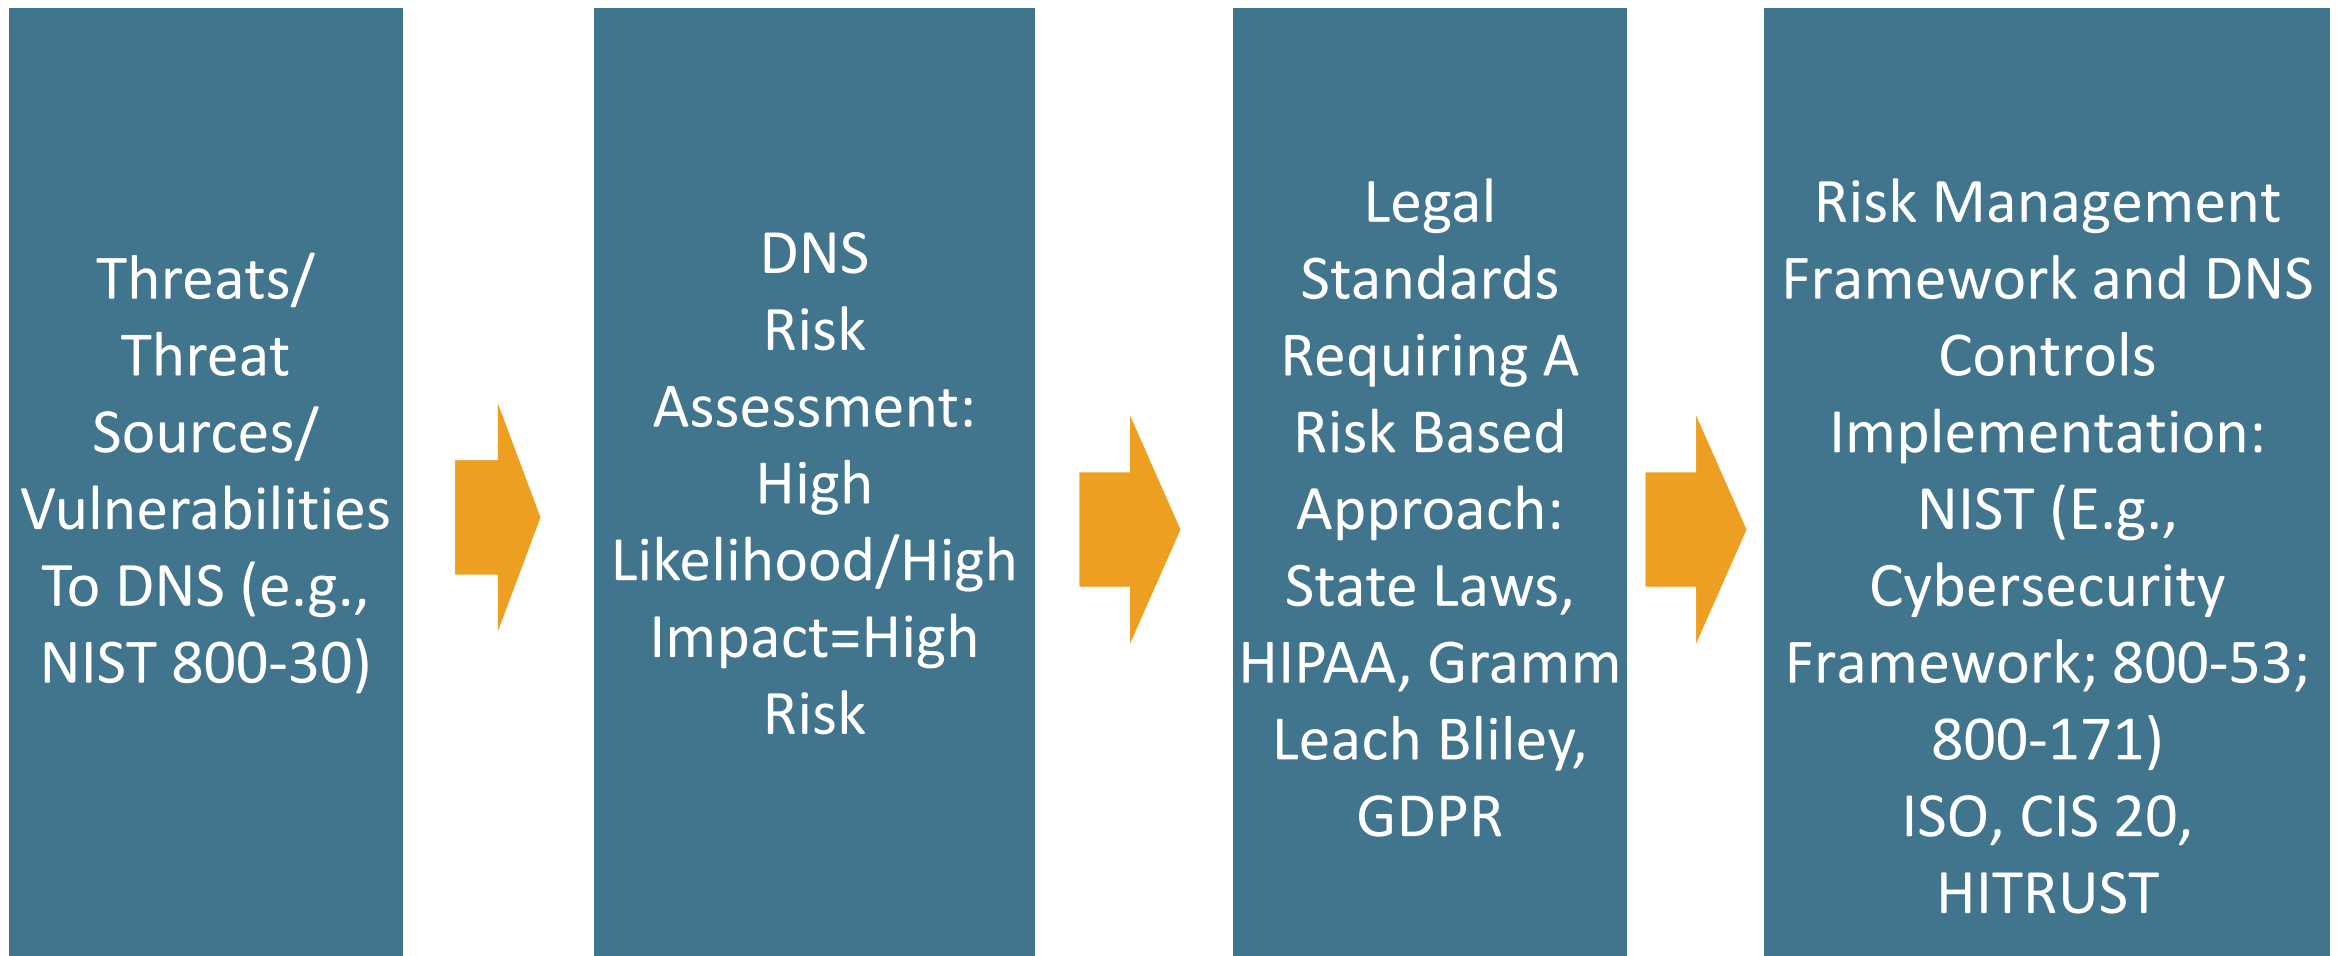 Threats/
Threat
Sources/
Vulnerabilities
To DNS (e.g.,
NIST 800-30)
DNS
Risk
Assessment:
High
Likelihood/High
Impact=High
Risk
Legal
Standards
Requiring A
Risk Based
Approach:
State Laws,
HIPAA, Gramm
Leach Bliley,
GDPR
Risk Management
Framework and DNS
Controls
Implementation:
NIST (E.g.,
Cybersecurity
Framework; 800-53;
800-171)
ISO, CIS 20,
HITRUST